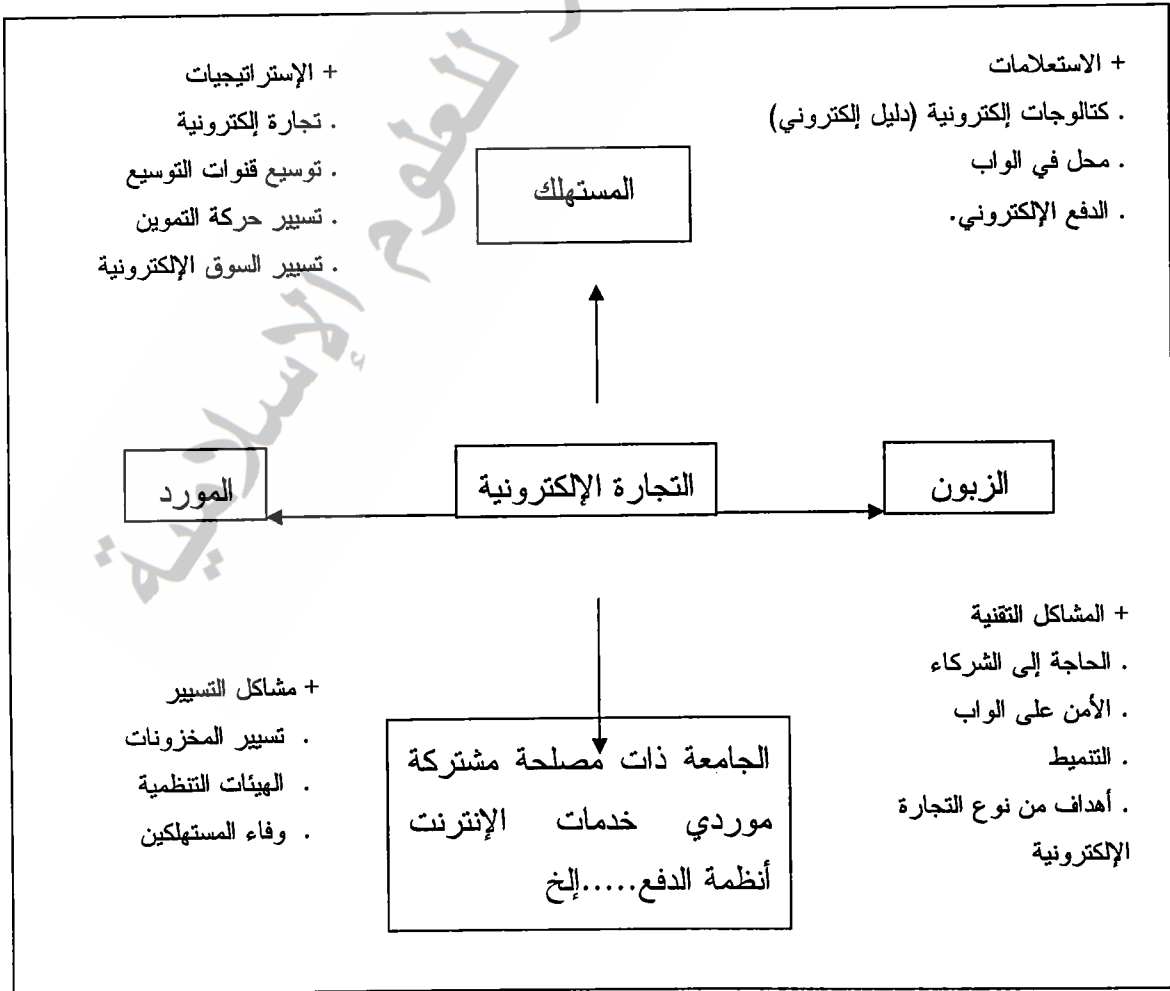 + الاستعلامات
. كتالوجات إلكترونية (دليل إلكتروني)
. محل في الواب
. الدفع الإلكتروني.
+ الإستراتيجيات
. تجارة إلكترونية
. توسيع قنوات التوسيع
. تسيير حركة التموين
. تسيير السوق الإلكترونية
المستهلك
الزبون
التجارة الإلكترونية
المورد
+ المشاكل التقنية
. الحاجة إلى الشركاء
. الأمن على الواب
. التنميط
. أهداف من نوع التجارة
الإلكترونية
+ مشاكل التسيير
. تسيير المخزونات
. الهيئات التنظمية
. وفاء المستهلكين
الجامعة ذات مصلحة مشتركة
موردي خدمات الإنترنت
أنظمة الدفع.....إلخ
للعلوم الإسلامية